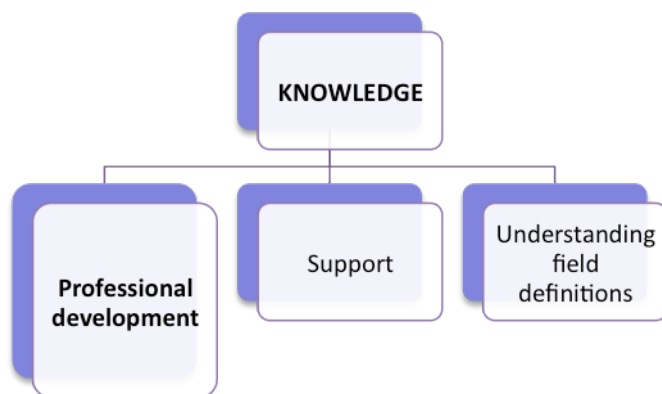 KNOWLEDGE
Professional
development
Support
Understanding
field
definitions